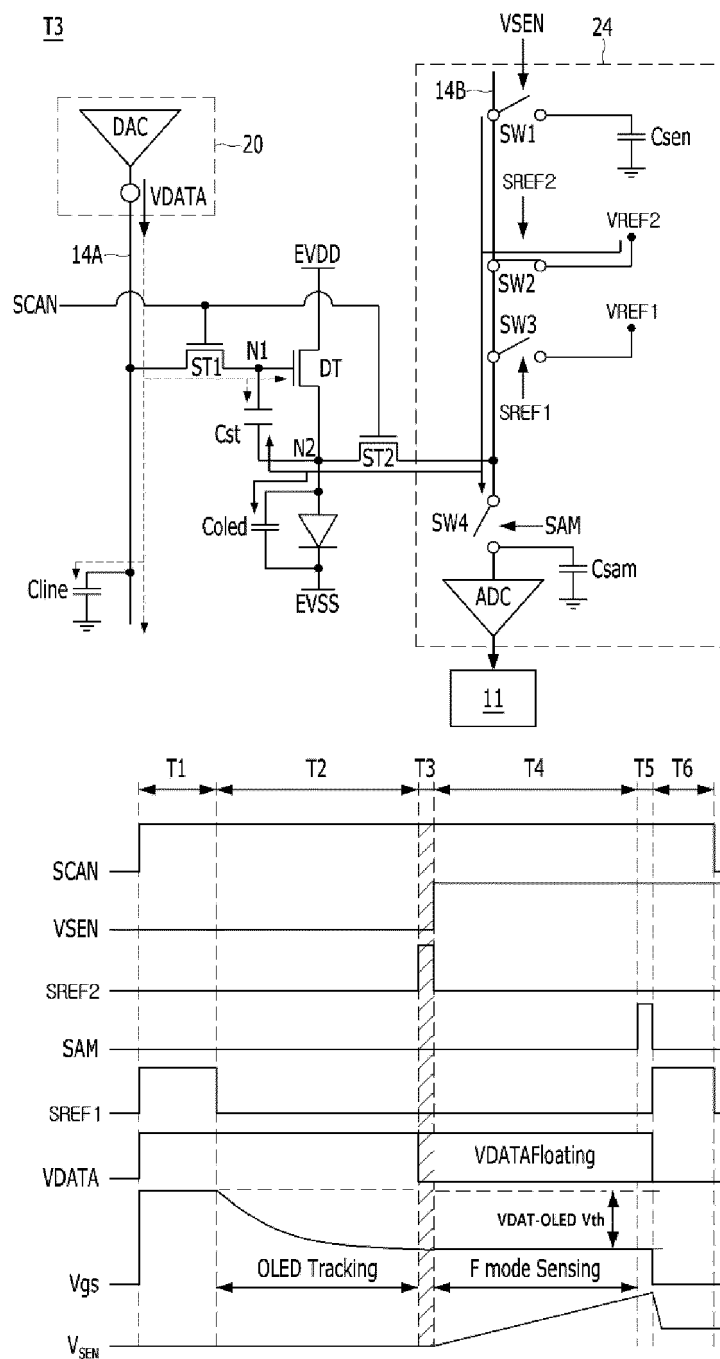 T3
VSEN
24
14B
DAC
20
SW1
Csen
SREF2
VDATA
VREF2
14A
EVDD
SW2
SCAN
SW3
VREF1
ST1
N1
DT
SREF1
Cst
N2
ST2
Coled
SW4
SAM
Cline
EVSS
Csam
ADC
11
T1 T2 T3 T4 T5 T6
SCAN
VSEN
SREF2
SAM
SREF1
VDATA
VDATAFloating
VDAT-OLED Vth
Vgs
OLED Tracking
F mode Sensing
VSEN